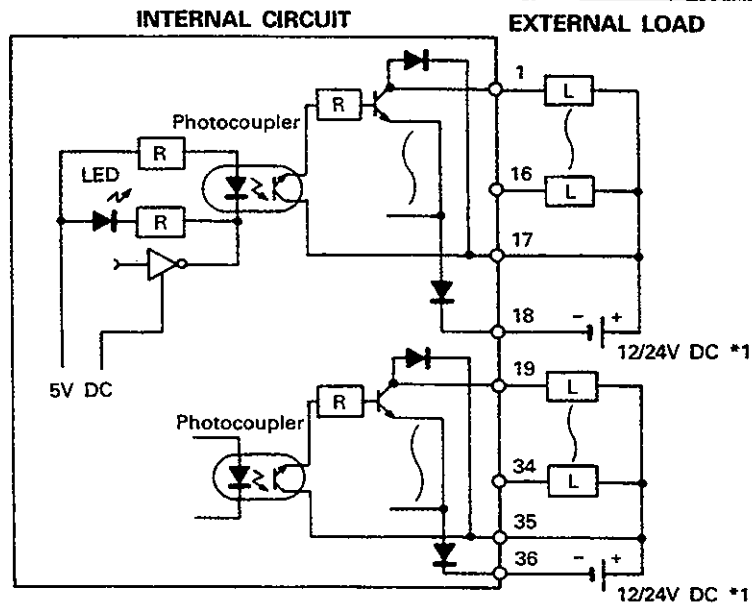 INTERNAL CIRCUIT
EXTERNAL LOAD
Photocoupler
R
1
L
R
LED
16
L
R
17
18
- +
12/24V DC *1
5V DC
19
L
Photocoupler
R
34
L
35
36
- +
12/24V DC *1